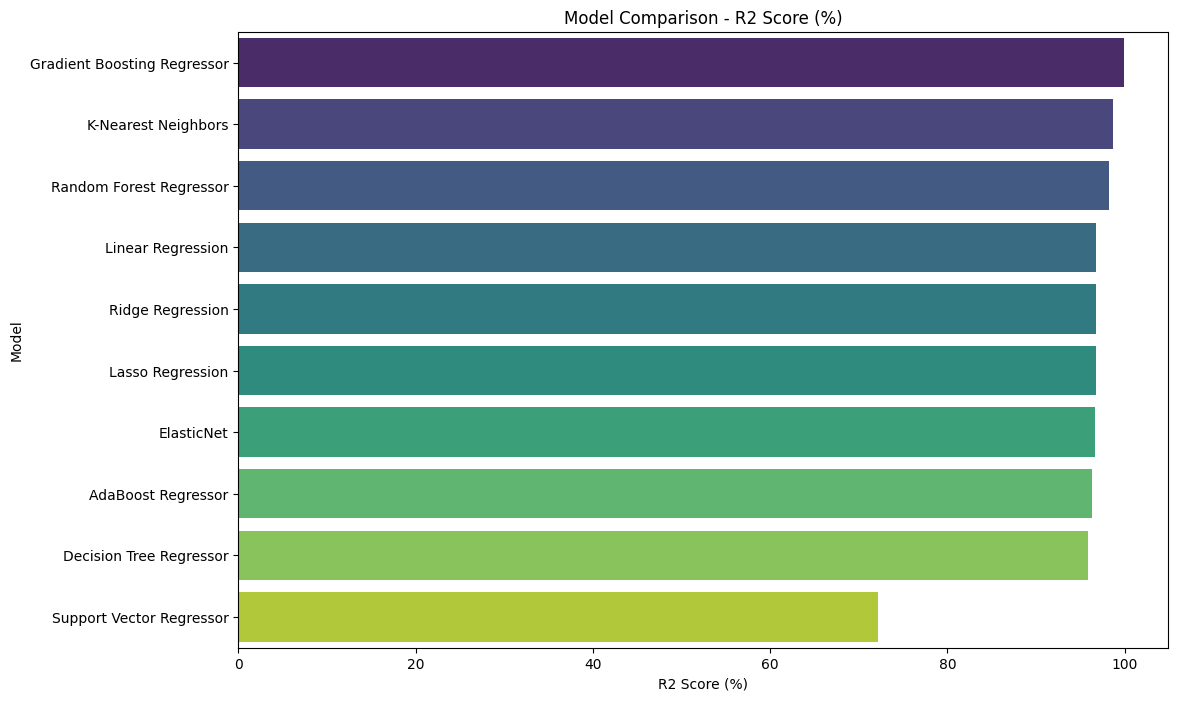 Model Comparison - R2 Score (%)
Gradient Boosting Regressor
K-Nearest Neighbors
Random Forest Regressor
Linear Regression
Ridge Regression
Lasso Regression
ElasticNet
AdaBoost Regressor
Decision Tree Regressor
Support Vector Regressor
Model
0 20 40 60 80 100
R2 Score (%)